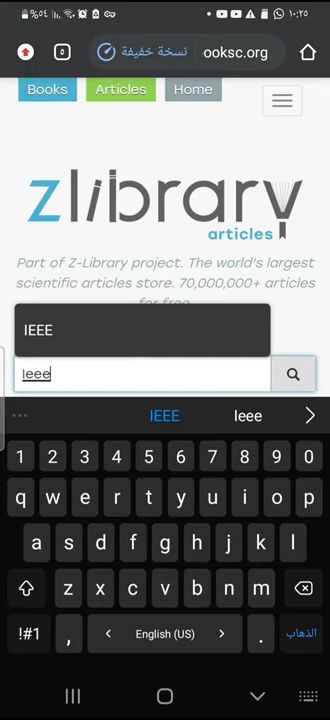 %٥٤ ١٠:٢٥
٥ نسخة خفيفة ooksc.org
Books Articles Home
zlibrary
articles
Part of Z-Library project. The world's largest
scientific articles store. 70,000,000+ articles
for free.
IEEE
Ieee
IEEE Ieee
1 2 3 4 5 6 7 8 9 0
q w e r t y u i o p
a s d f g h j k l
z x c v b n m
!#1 , < English (US) > . الذهاب